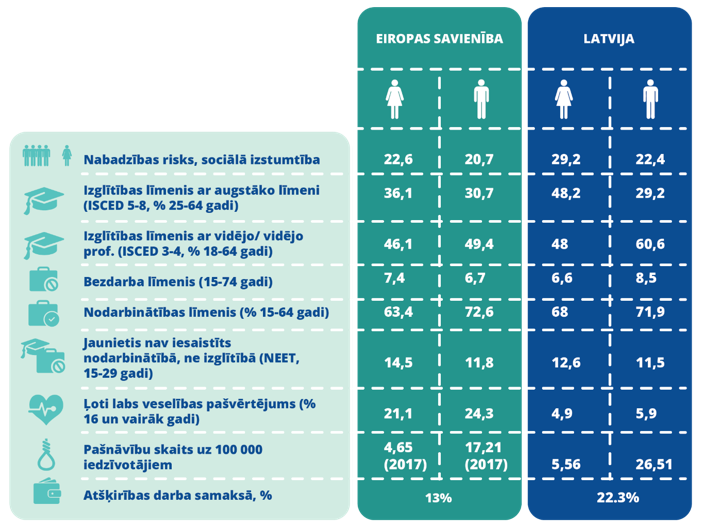 EIROPAS SAVIENĪBA LATVIJA
Nabadzības risks, sociālā izstumtība 22,6 20,7 29,2 22,4
Izglītības līmenis ar augstāko līmeni
(ISCED 5-8, % 25-64 gadi) 36,1 30,7 48,2 29,2
Izglītības līmenis ar vidējo/ vidējo
prof. (ISCED 3-4, % 18-64 gadi) 46,1 49,4 48 60,6
Bezdarba līmenis (15-74 gadi) 7,4 6,7 6,6 8,5
Nodarbinātības līmenis (% 15-64 gadi) 63,4 72,6 68 71,9
Jaunietis nav iesaistīts
nodarbinātībā, ne izglītībā (NEET,
15-29 gadi) 14,5 11,8 12,6 11,5
Ļoti labs veselības pašvērtējums (%
16 un vairāk gadi) 21,1 24,3 4,9 5,9
Pašnāvību skaits uz 100 000 4,65 17,21
iedzīvotājiem (2017) (2017) 5,56 26,51
Atšķirības darba samaksā, % 13% 22.3%